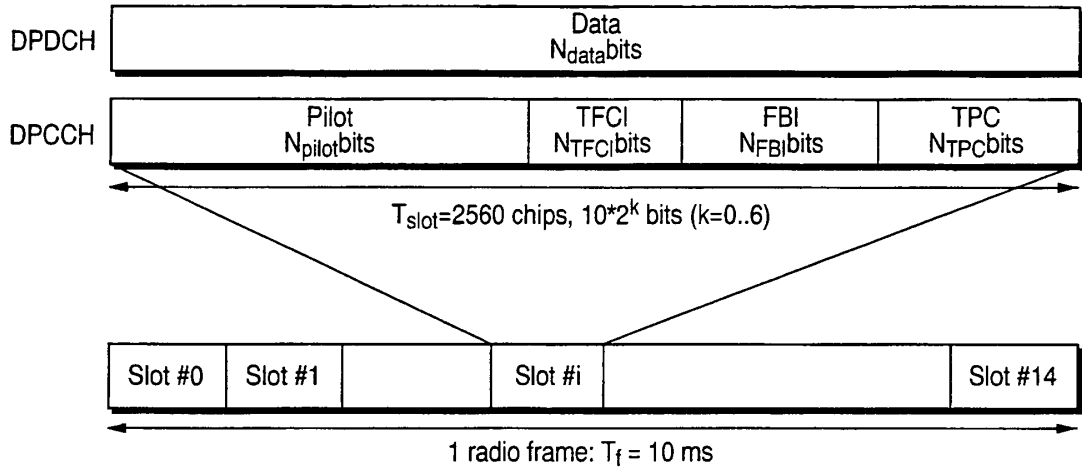 DPDCH
Data
N_data bits
DPCCH
Pilot
N_pilot bits
TFCI
N_TFCI bits
FBI
N_FBI bits
TPC
N_TPC bits
T_slot=2560 chips, 10*2^k bits (k=0..6)
Slot #0
Slot #1
Slot #i
Slot #14
1 radio frame: T_f = 10 ms